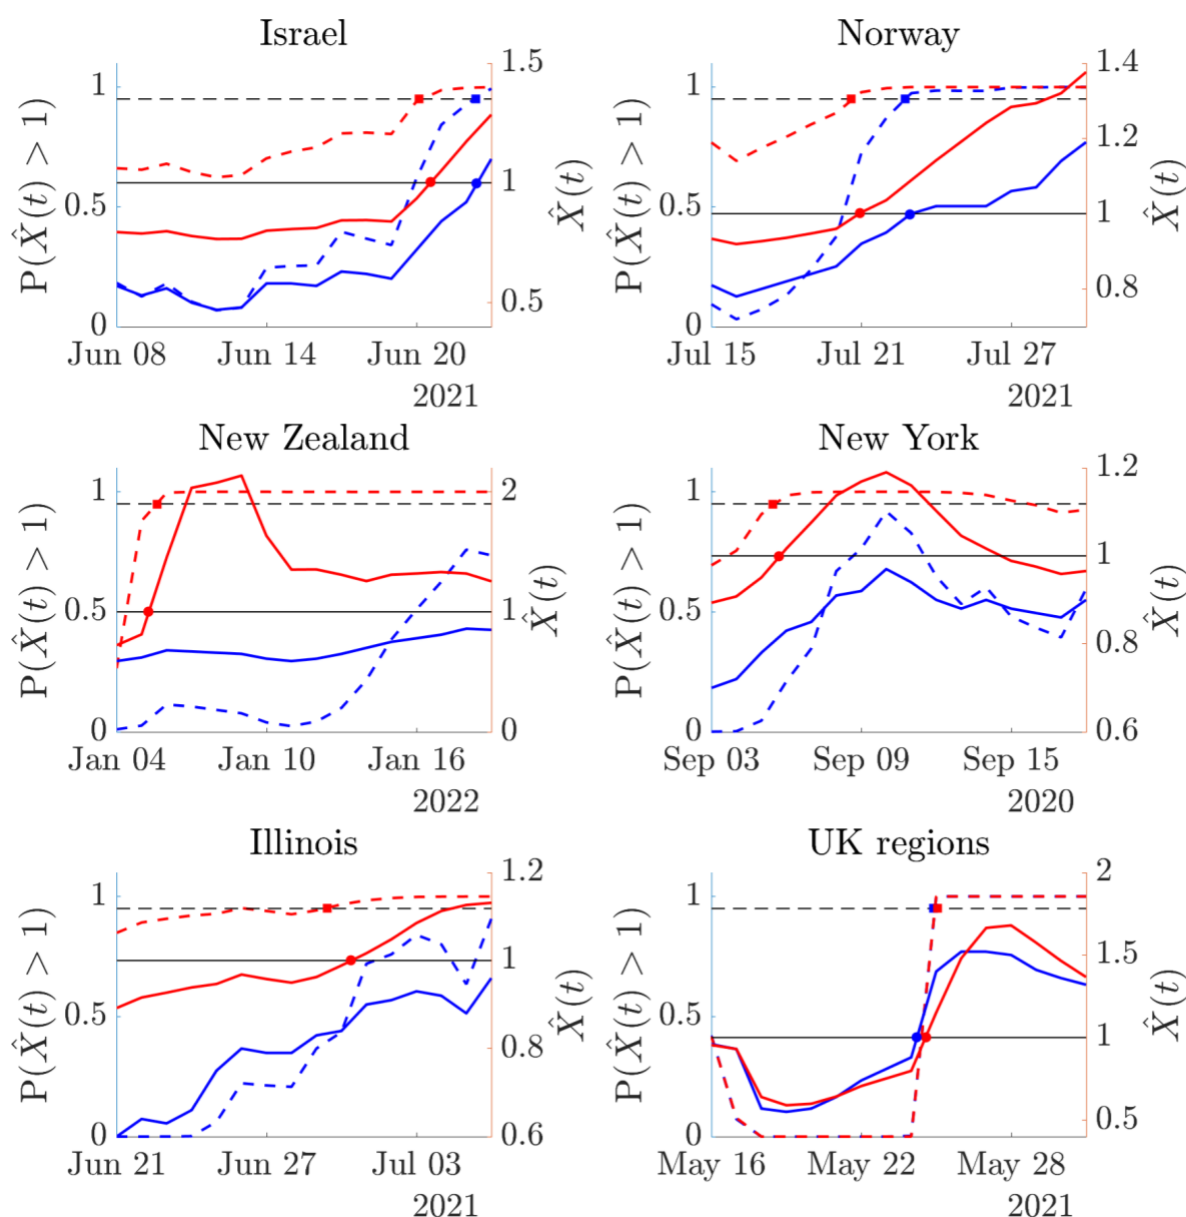 Israel
P(X̂(t) > 1)
1
0.5
0
1.5
1
0.5
X̂(t)
Jun 08 Jun 14 Jun 20
2021
Norway
P(X̂(t) > 1)
1
0.5
0
1.4
1.2
1
0.8
X̂(t)
Jul 15 Jul 21 Jul 27
2021
New Zealand
P(X̂(t) > 1)
1
0.5
0
2
1
0
X̂(t)
Jan 04 Jan 10 Jan 16
2022
New York
P(X̂(t) > 1)
1
0.5
0
1.2
1
0.8
0.6
X̂(t)
Sep 03 Sep 09 Sep 15
2020
Illinois
P(X̂(t) > 1)
1
0.5
0
1.2
1
0.8
0.6
X̂(t)
Jun 21 Jun 27 Jul 03
2021
UK regions
P(X̂(t) > 1)
1
0.5
0
2
1.5
1
0.5
X̂(t)
May 16 May 22 May 28
2021